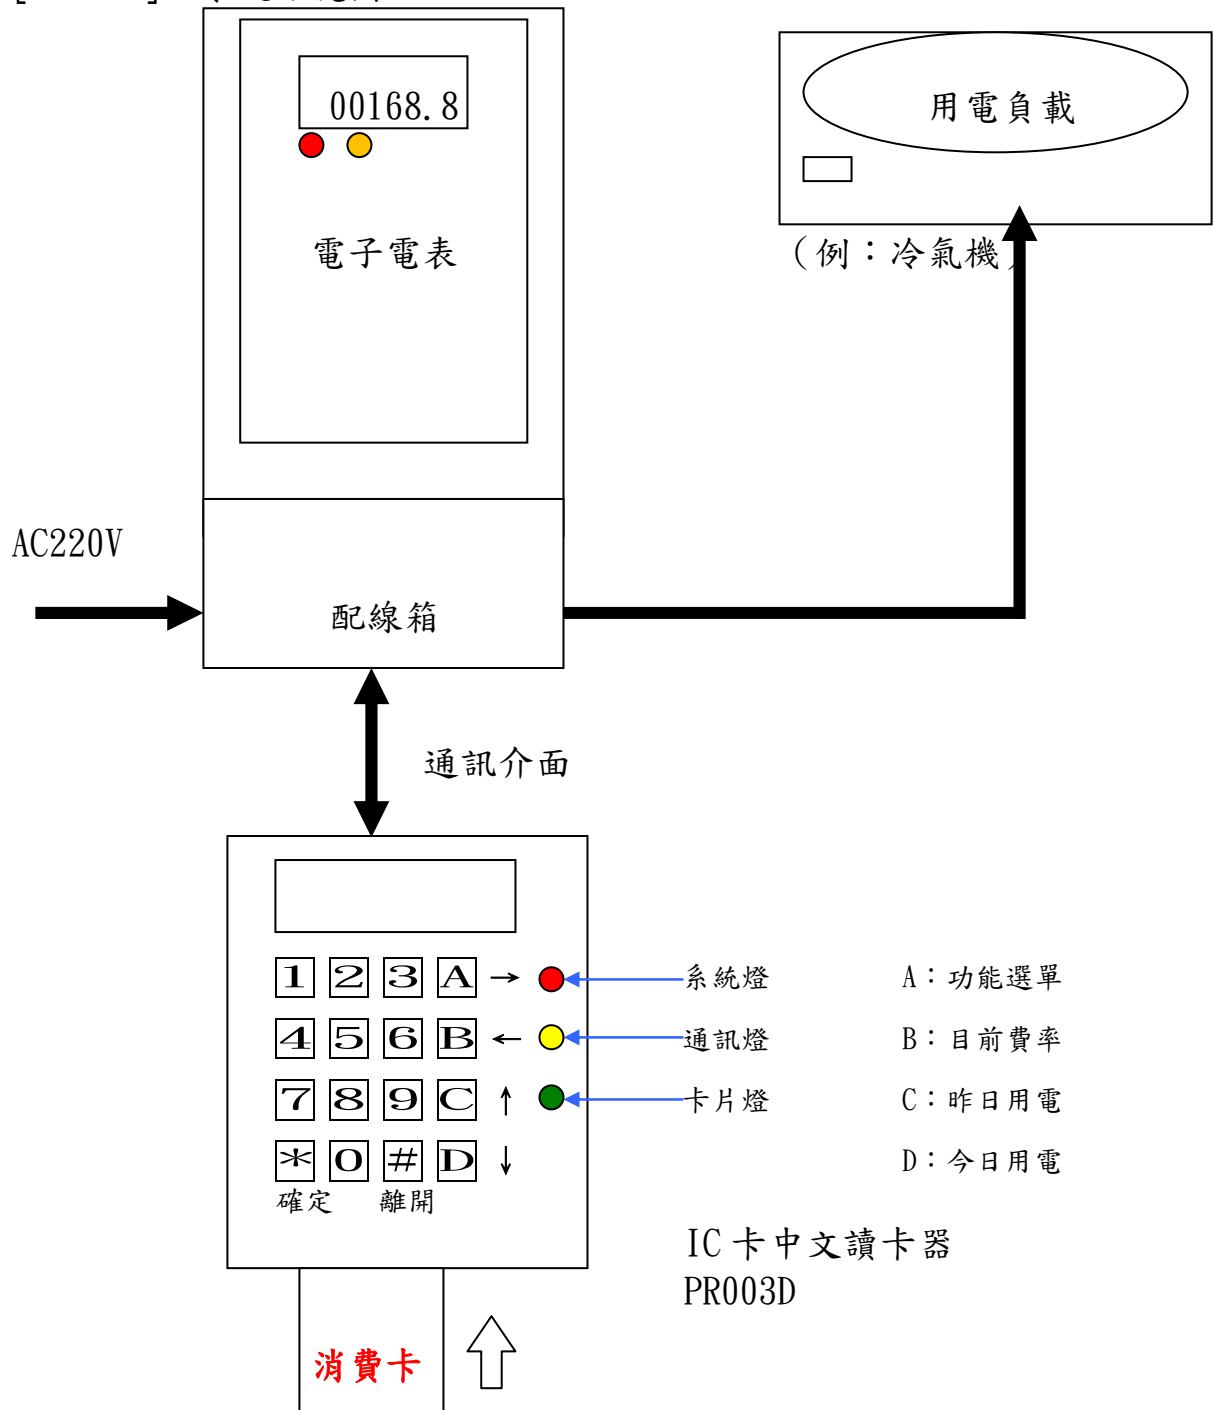 00168.8
用電負載
電子電表
(例：冷氣機)
AC220V
配線箱
通訊介面
1 2 3 A → 系統燈 A：功能選單
4 5 6 B ← 通訊燈 B：目前費率
7 8 9 C ↑ 卡片燈 C：昨日用電
* 0 # D ↓ D：今日用電
確定 離開
IC卡中文讀卡器
PR003D
消費卡